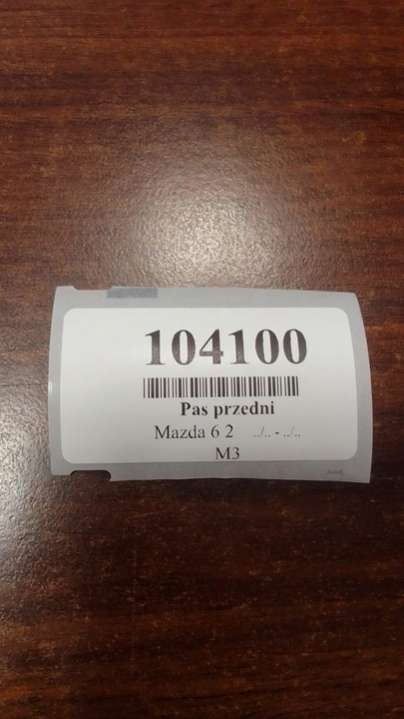 104100
Pas przedni
Mazda 6 2 ../.. - ../..
M3